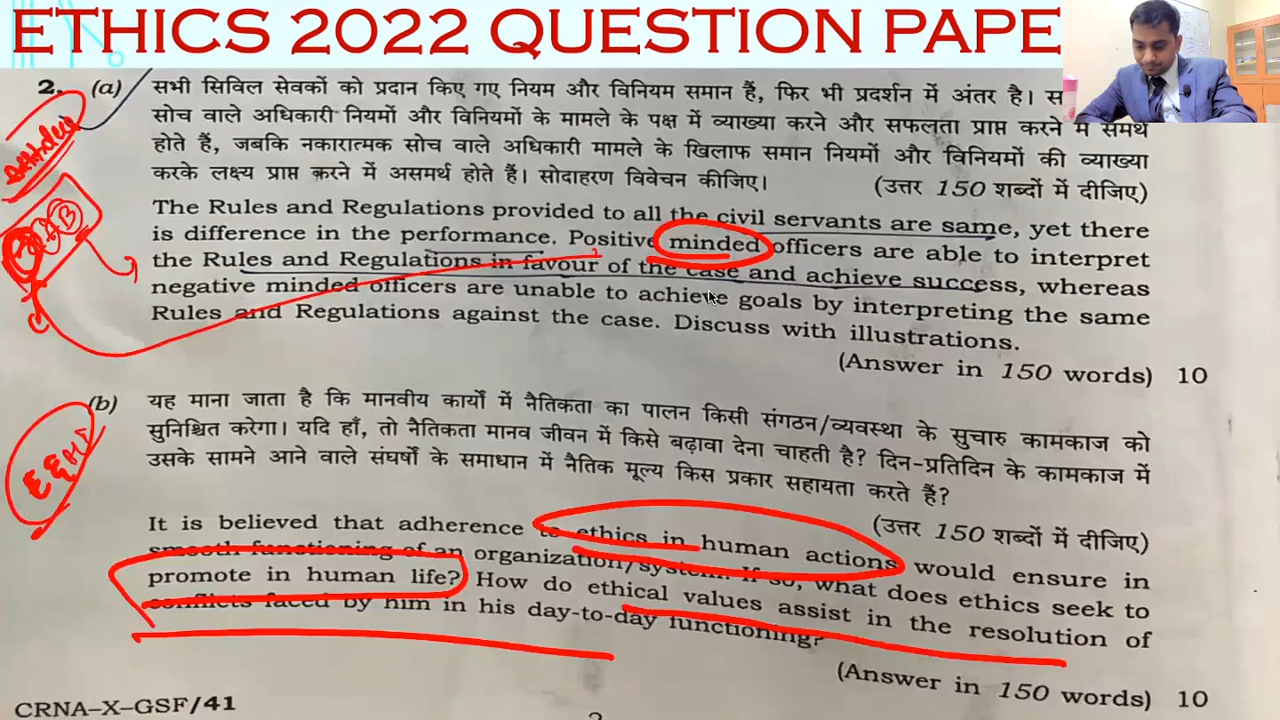 ETHICS 2022 QUESTION PAPE
2. (a) सभी सिविल सेवकों को प्रदान किए गए नियम और विनियम समान हैं, फिर भी प्रदर्शन में अंतर है। स
सोच वाले अधिकारी नियमों और विनियमों के मामले के पक्ष में व्याख्या करने और सफलता प्राप्त करने में समर्थ
होते हैं, जबकि नकारात्मक सोच वाले अधिकारी मामले के खिलाफ समान नियमों और विनियमों की व्याख्या
करके लक्ष्य प्राप्त करने में असमर्थ होते हैं। सोदाहरण विवेचन कीजिए। (उत्तर 150 शब्दों में दीजिए)
The Rules and Regulations provided to all the civil servants are same, yet there
is difference in the performance. Positive minded officers are able to interpret
the Rules and Regulations in favour of the case and achieve success, whereas
negative minded officers are unable to achieve goals by interpreting the same
Rules and Regulations against the case. Discuss with illustrations.
(Answer in 150 words) 10
(b) यह माना जाता है कि मानवीय कार्यों में नैतिकता का पालन किसी संगठन/व्यवस्था के सुचारु कामकाज को
सुनिश्चित करेगा। यदि हाँ, तो नैतिकता मानव जीवन में किसे बढ़ावा देना चाहती है? दिन-प्रतिदिन के कामकाज में
उसके सामने आने वाले संघर्षों के समाधान में नैतिक मूल्य किस प्रकार सहायता करते हैं?
(उत्तर 150 शब्दों में दीजिए)
It is believed that adherence to ethics in human actions would ensure in
smooth functioning of an organization/system. If so, what does ethics seek to
promote in human life? How do ethical values assist in the resolution of
conflicts faced by him in his day-to-day functioning?
(Answer in 150 words) 10
CRNA–X–GSF/41
2